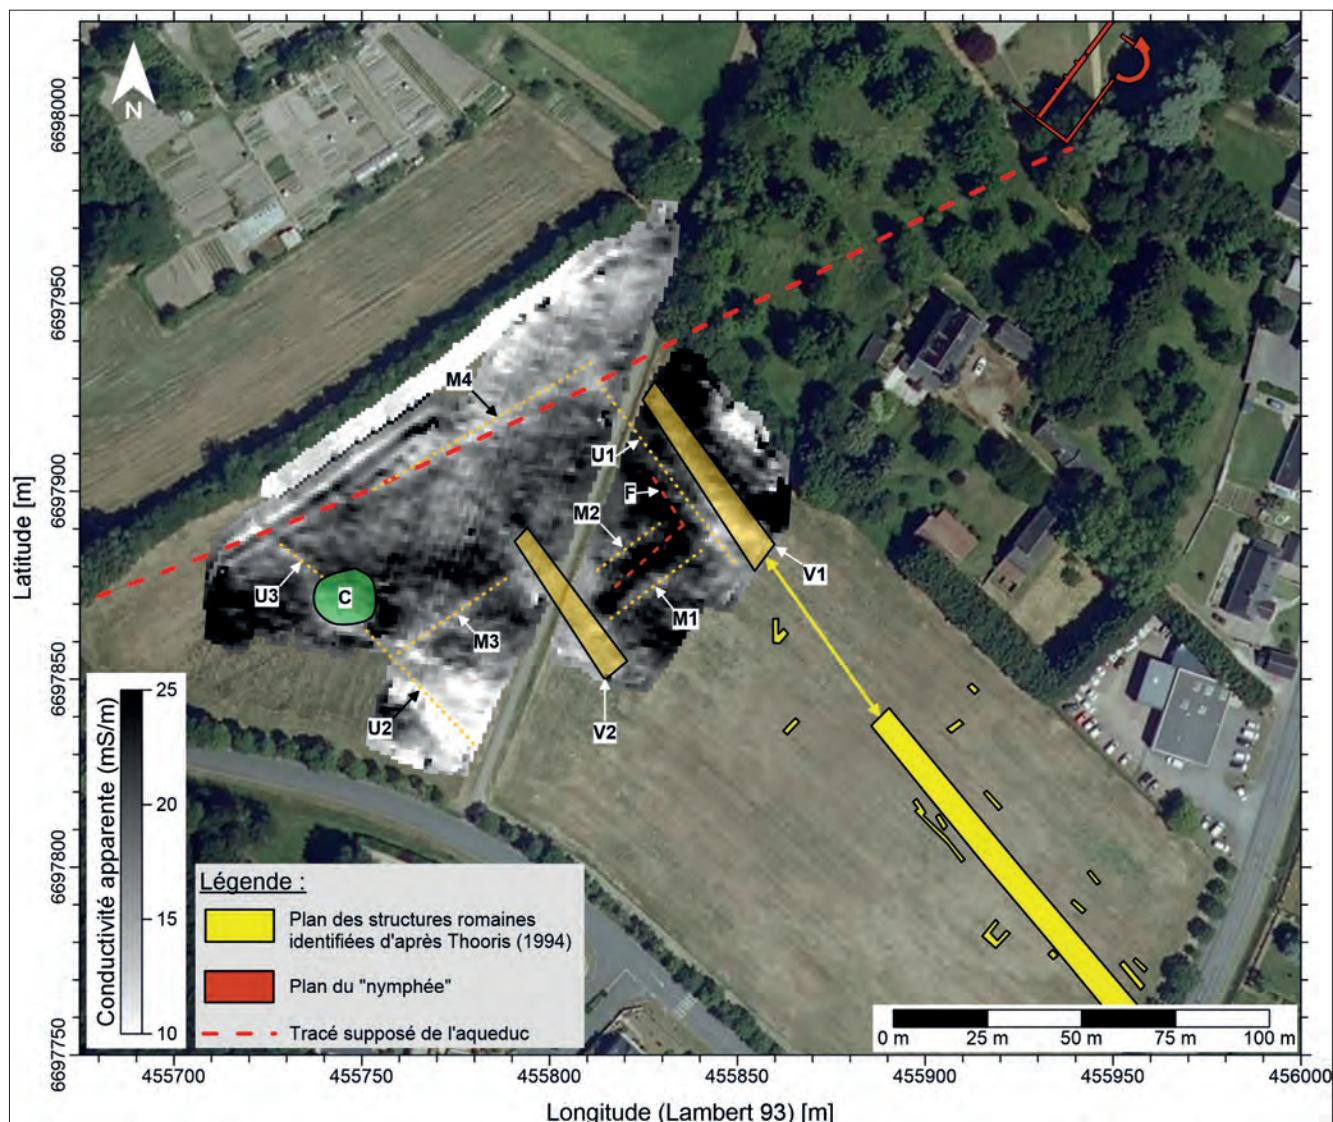 N
6698000
6697950
6697900
6697850
6697800
6697750
Latitude [m]
M4
U1
F
M2
V1
M1
U3
C
M3
U2
V2
Conductivité apparente (mS/m)
25
20
15
10
Légende :
Plan des structures romaines
identifiées d'après Thooris (1994)
Plan du "nymphée"
Tracé supposé de l'aqueduc
0 m 25 m 50 m 75 m 100 m
455700 455750 455800 455850 455900 455950 456000
Longitude (Lambert 93) [m]